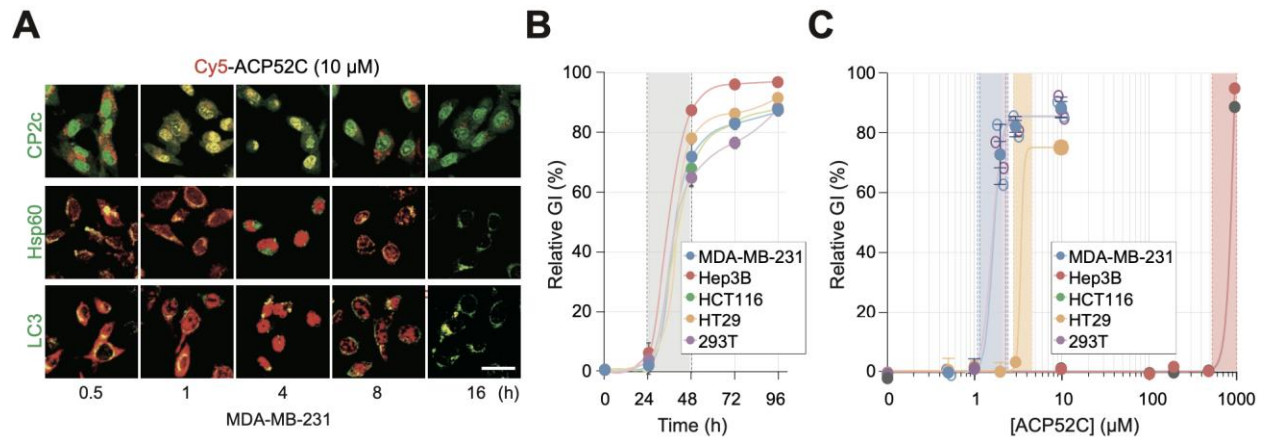 A
Cy5-ACP52C (10 μM)
CP2c
Hsp60
LC3
0.5 1 4 8 16 (h)
MDA-MB-231
B
Relative GI (%)
100
80
60
40
20
0
MDA-MB-231
Hep3B
HCT116
HT29
293T
0 24 48 72 96
Time (h)
C
Relative GI (%)
100
80
60
40
20
0
MDA-MB-231
Hep3B
HCT116
HT29
293T
0 1 10 100 1000
[ACP52C] (μM)